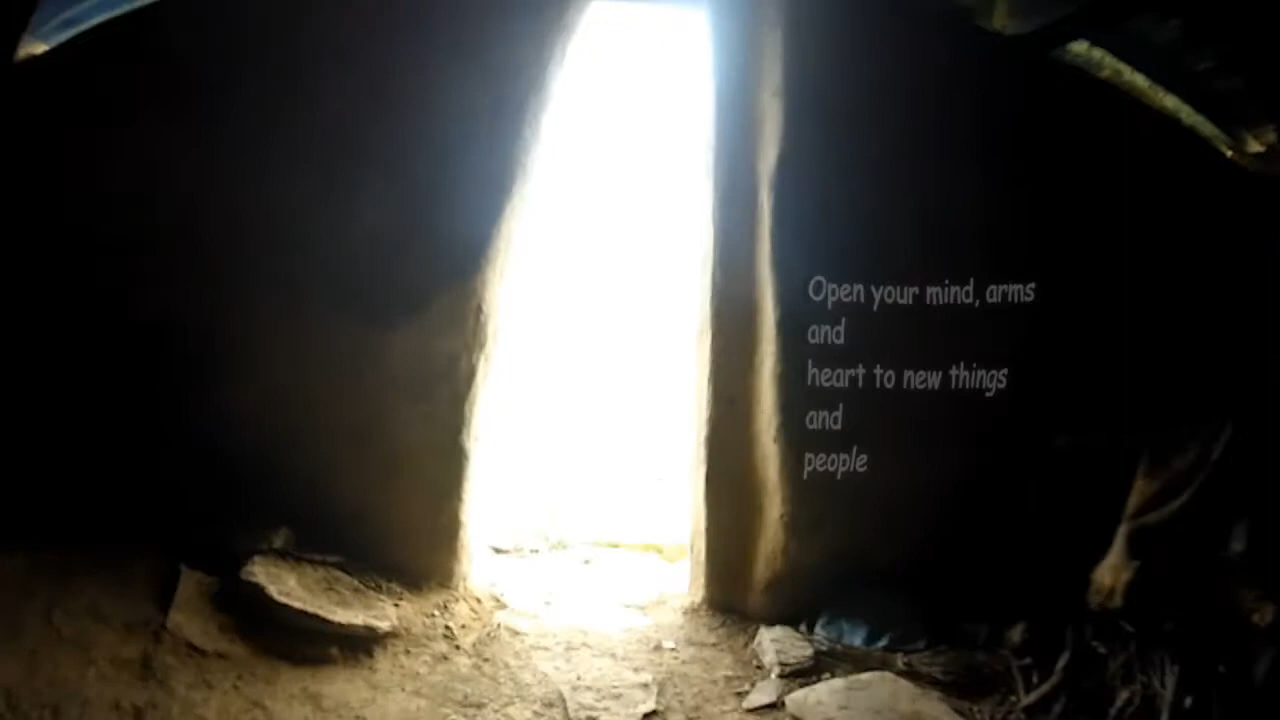 Open your mind, arms
and
heart to new things
and
people